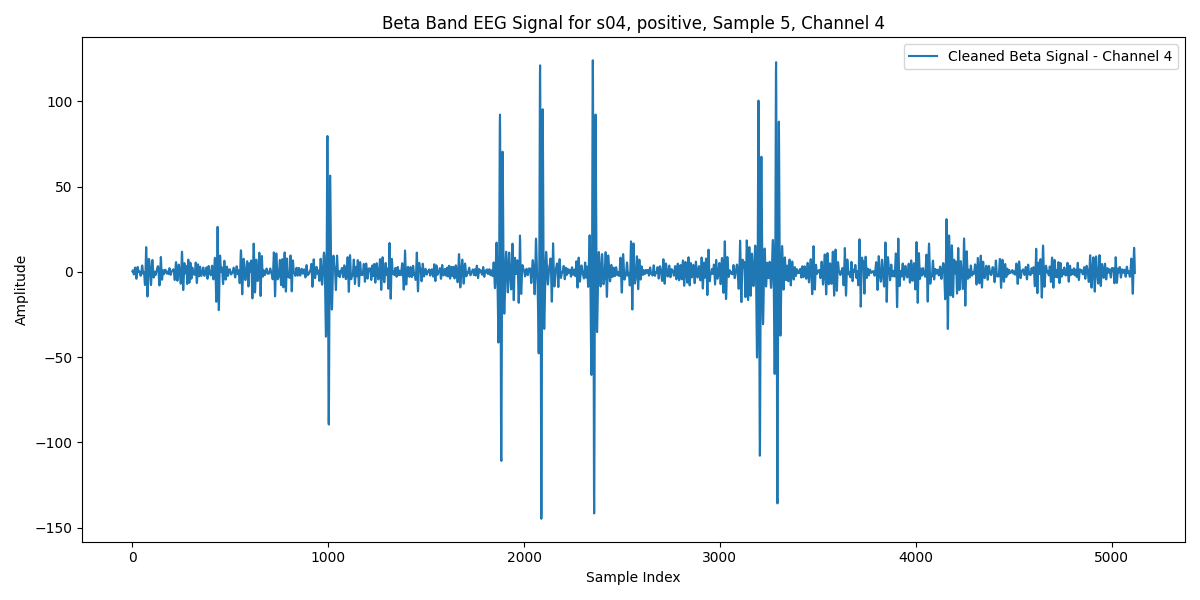 Beta Band EEG Signal for s04, positive, Sample 5, Channel 4
Cleaned Beta Signal - Channel 4
Amplitude
100
50
0
−50
−100
−150
0 1000 2000 3000 4000 5000
Sample Index